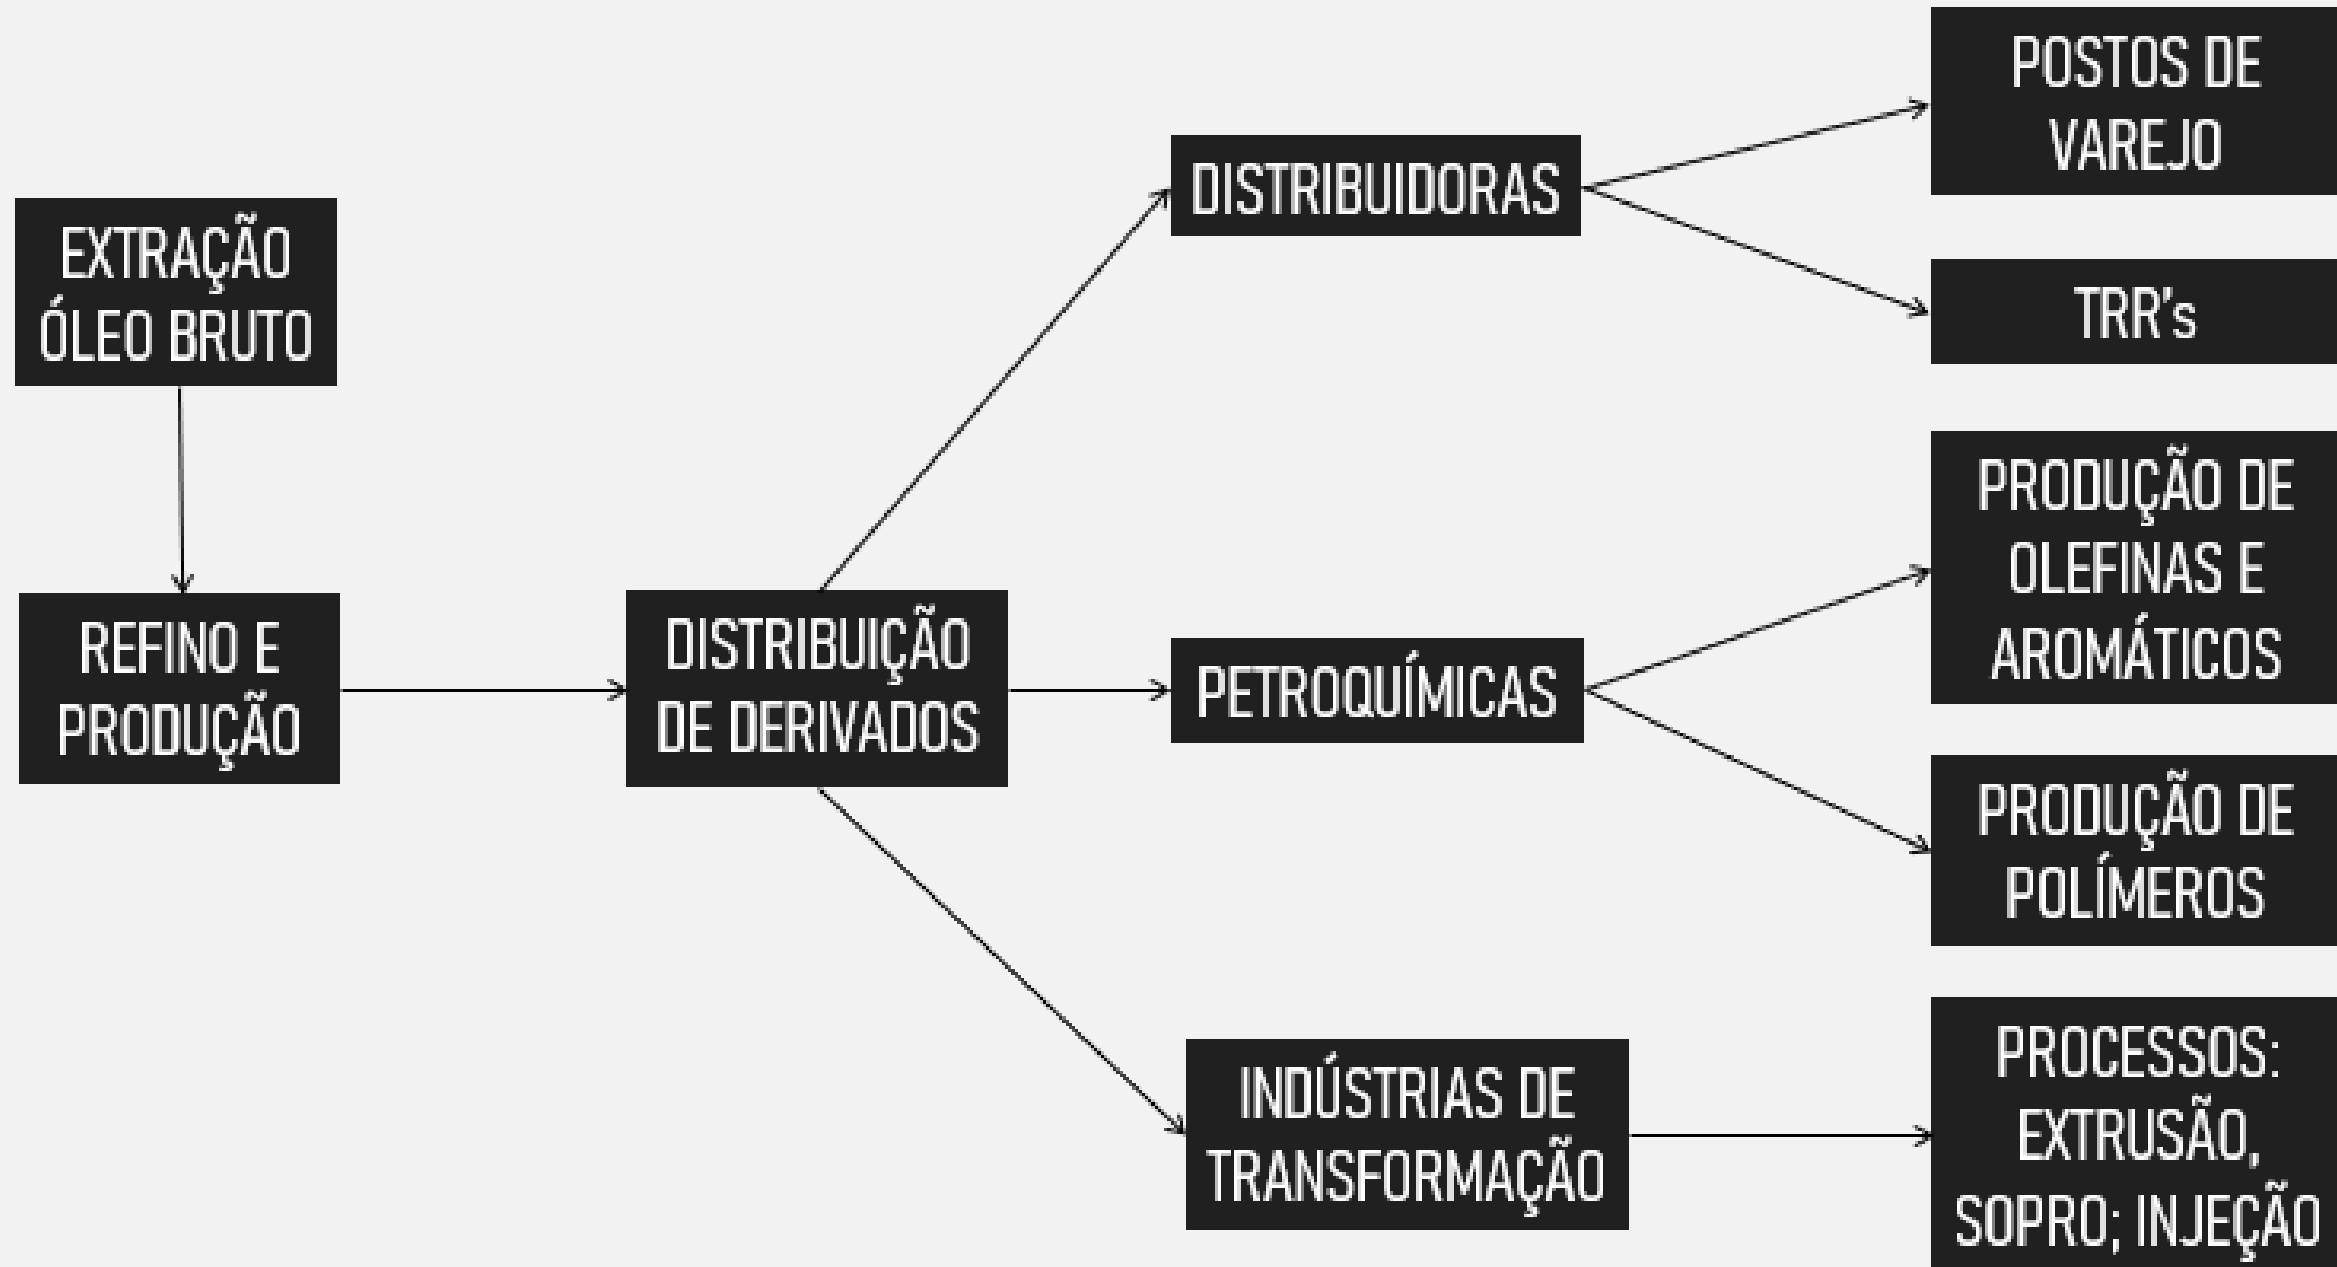 EXTRAÇÃO
ÓLEO BRUTO
REFINO E
PRODUÇÃO
DISTRIBUIÇÃO
DE DERIVADOS
DISTRIBUIDORAS
POSTOS DE
VAREJO
TRR's
PETROQUÍMICAS
PRODUÇÃO DE
OLEFINAS E
AROMÁTICOS
PRODUÇÃO DE
POLÍMEROS
INDÚSTRIAS DE
TRANSFORMAÇÃO
PROCESSOS:
EXTRUSÃO,
SOPRO; INJEÇÃO